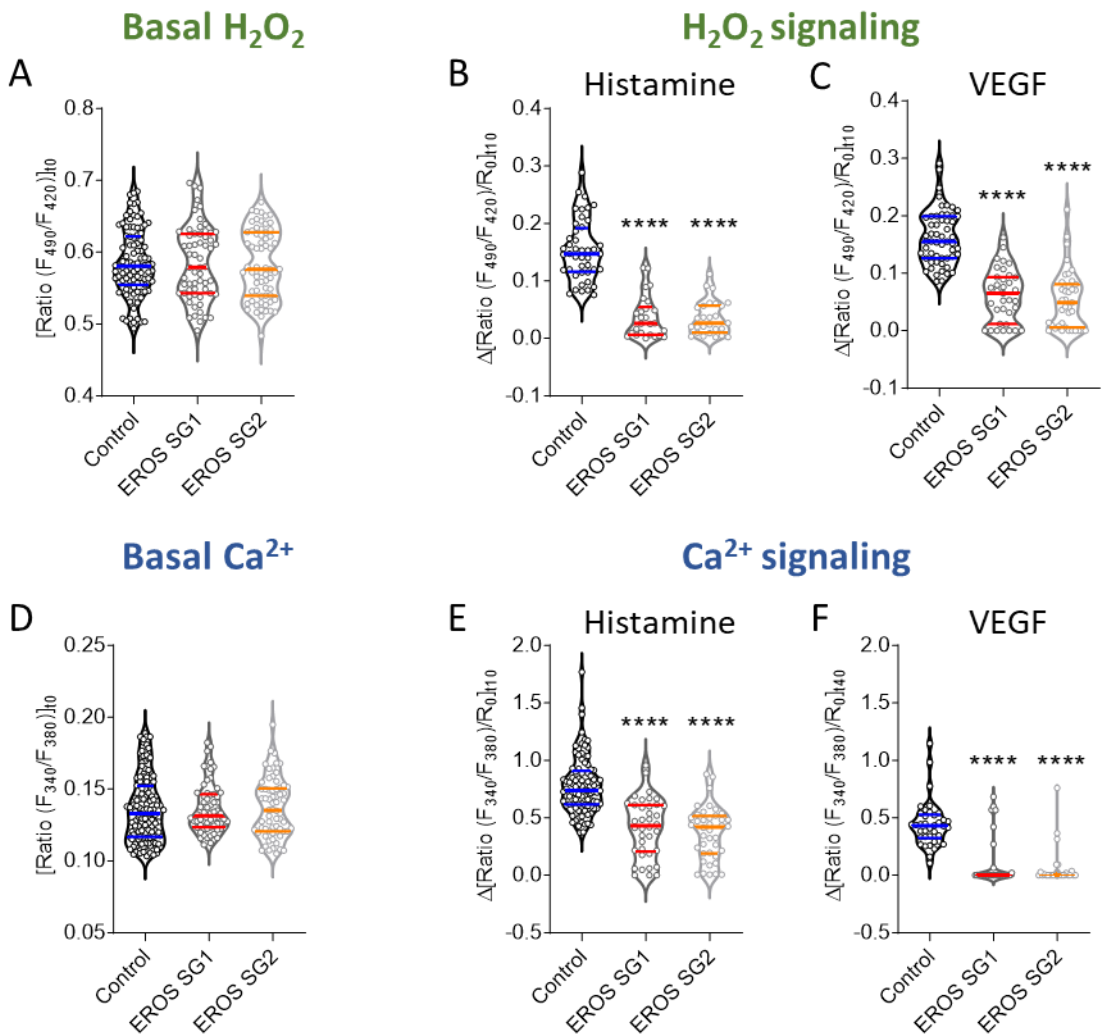 Basal H₂O₂
H₂O₂ signaling
A
[Ratio (F₄₉₀/F₄₂₀)]t0
0.8
0.7
0.6
0.5
0.4
Control
EROS SG1
EROS SG2
B
Histamine
Δ[Ratio (F₄₉₀/F₄₂₀)/R₀]t10
0.4
0.3
0.2
0.1
0.0
-0.1
**** ****
Control
EROS SG1
EROS SG2
C
VEGF
Δ[Ratio (F₄₉₀/F₄₂₀)/R₀]t10
0.4
0.3
0.2
0.1
0.0
-0.1
****
****
Control
EROS SG1
EROS SG2
Basal Ca²⁺
Ca²⁺ signaling
D
[Ratio (F₃₄₀/F₃₈₀)]t0
0.25
0.20
0.15
0.10
0.05
Control
EROS SG1
EROS SG2
E
Histamine
Δ[Ratio (F₃₄₀/F₃₈₀)/R₀]t10
2.0
1.5
1.0
0.5
0.0
-0.5
**** ****
Control
EROS SG1
EROS SG2
F
VEGF
Δ[Ratio (F₃₄₀/F₃₈₀)/R₀]t40
2.0
1.5
1.0
0.5
0.0
-0.5
**** ****
Control
EROS SG1
EROS SG2